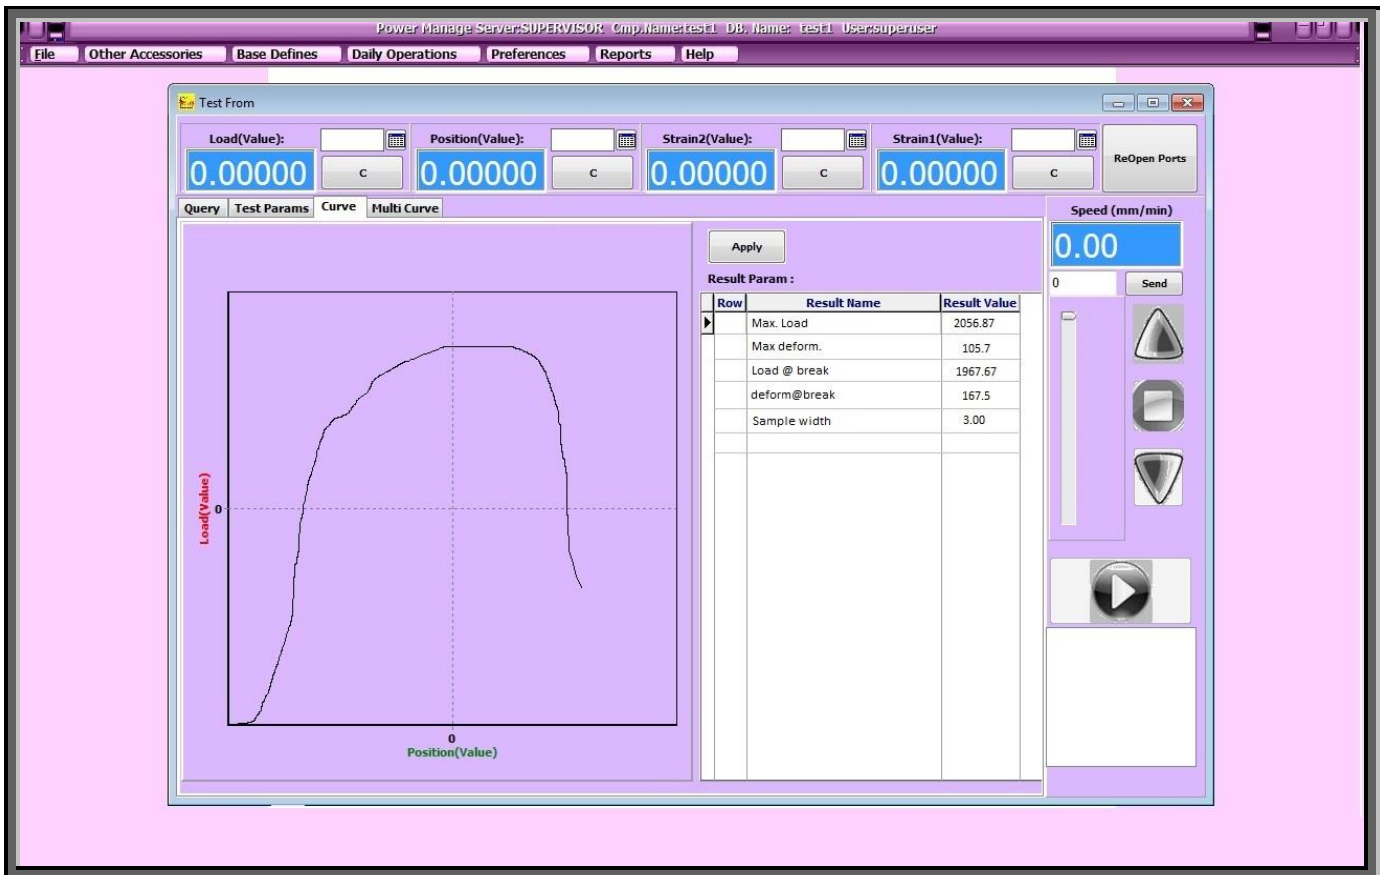 Power Manage Server:SUPERVISOR Cmp.Name:test1 DB. Name: test1 User:superuser
File Other Accessories Base Defines Daily Operations Preferences Reports Help
Test From
Load(Value): Position(Value): Strain2(Value): Strain1(Value):
0.00000 C 0.00000 C 0.00000 C 0.00000 C
ReOpen Ports
Query Test Params Curve Multi Curve
Speed (mm/min)
0.00
0 Send
Apply
Result Param :
Row Result Name Result Value
Max. Load 2056.87
Max deform. 105.7
Load @ break 1967.67
deform@break 167.5
Sample width 3.00
Load(Value)
0
0
Position(Value)